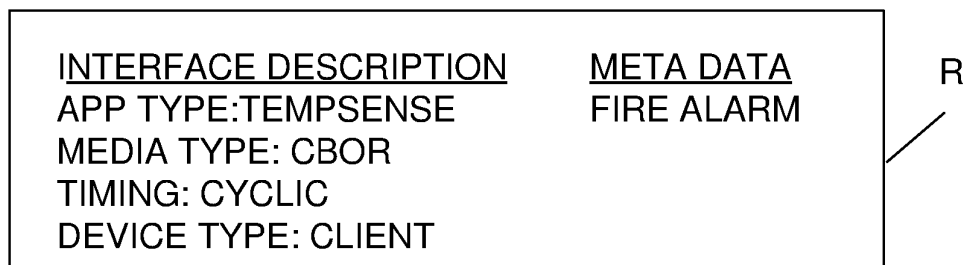 INTERFACE DESCRIPTION META DATA
APP TYPE:TEMPSENSE FIRE ALARM
MEDIA TYPE: CBOR
TIMING: CYCLIC
DEVICE TYPE: CLIENT
R